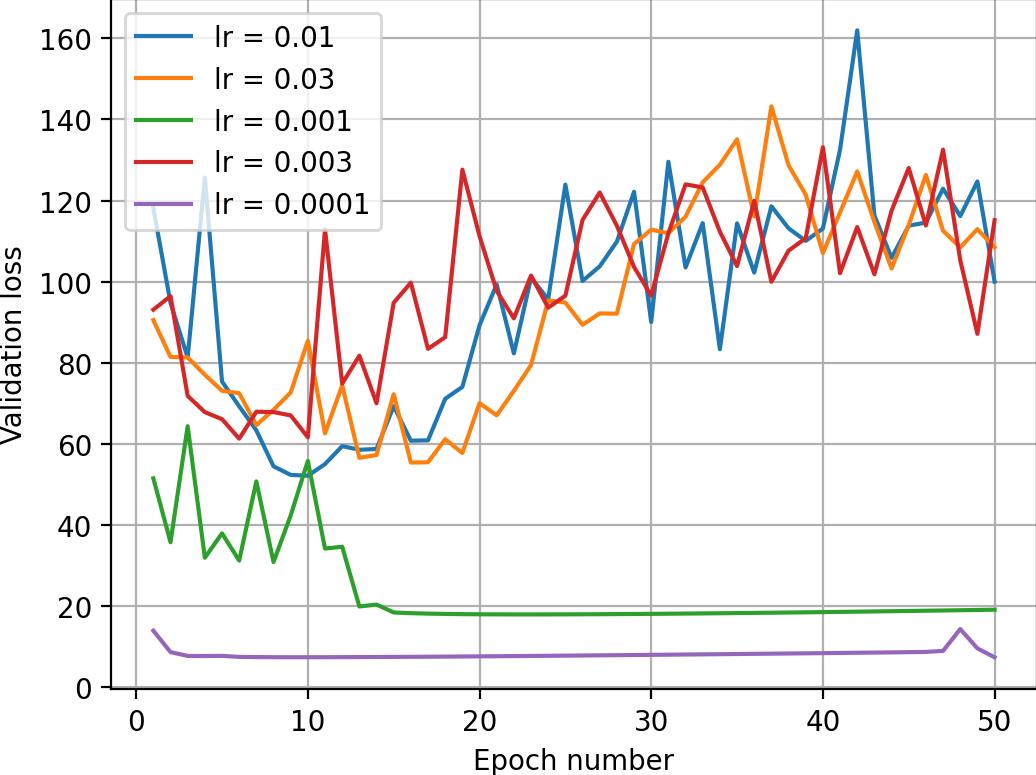 160
140
120
100
80
60
40
20
0
Validation loss
lr = 0.01
lr = 0.03
lr = 0.001
lr = 0.003
lr = 0.0001
0 10 20 30 40 50
Epoch number